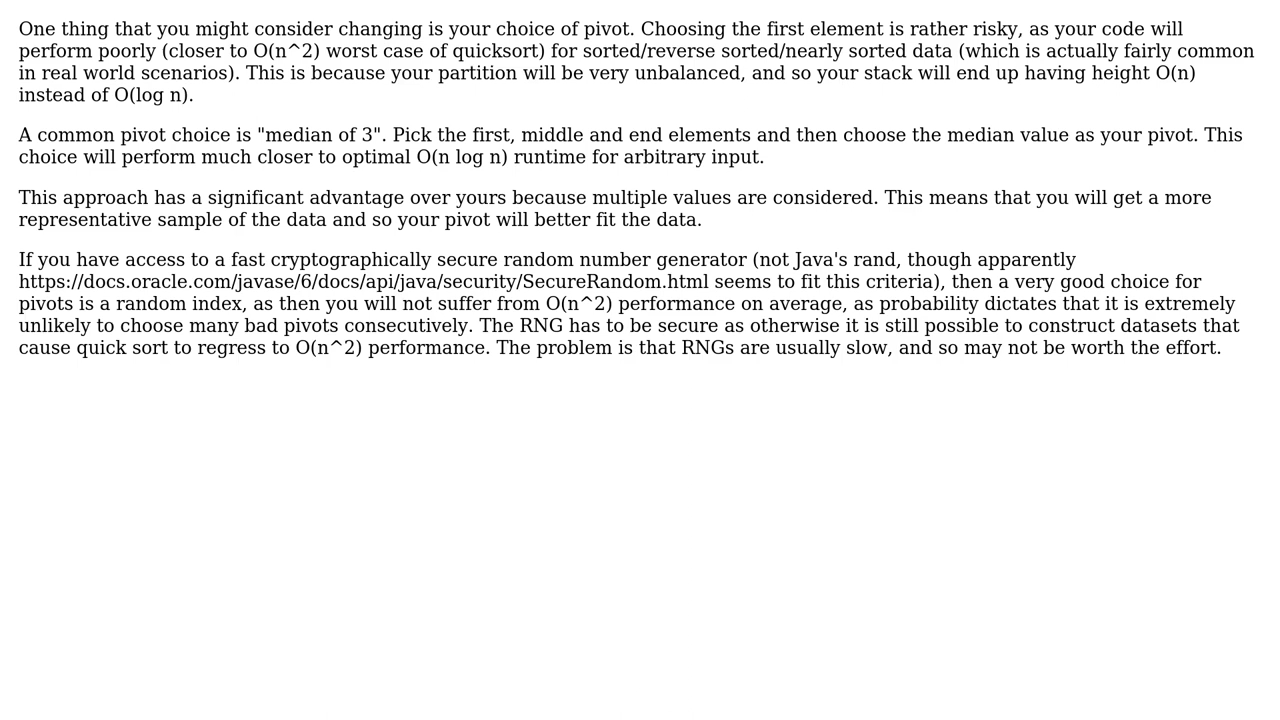 One thing that you might consider changing is your choice of pivot. Choosing the first element is rather risky, as your code will
perform poorly (closer to O(n^2) worst case of quicksort) for sorted/reverse sorted/nearly sorted data (which is actually fairly common
in real world scenarios). This is because your partition will be very unbalanced, and so your stack will end up having height O(n)
instead of O(log n).
A common pivot choice is "median of 3". Pick the first, middle and end elements and then choose the median value as your pivot. This
choice will perform much closer to optimal O(n log n) runtime for arbitrary input.
This approach has a significant advantage over yours because multiple values are considered. This means that you will get a more
representative sample of the data and so your pivot will better fit the data.
If you have access to a fast cryptographically secure random number generator (not Java's rand, though apparently
https://docs.oracle.com/javase/6/docs/api/java/security/SecureRandom.html seems to fit this criteria), then a very good choice for
pivots is a random index, as then you will not suffer from O(n^2) performance on average, as probability dictates that it is extremely
unlikely to choose many bad pivots consecutively. The RNG has to be secure as otherwise it is still possible to construct datasets that
cause quick sort to regress to O(n^2) performance. The problem is that RNGs are usually slow, and so may not be worth the effort.